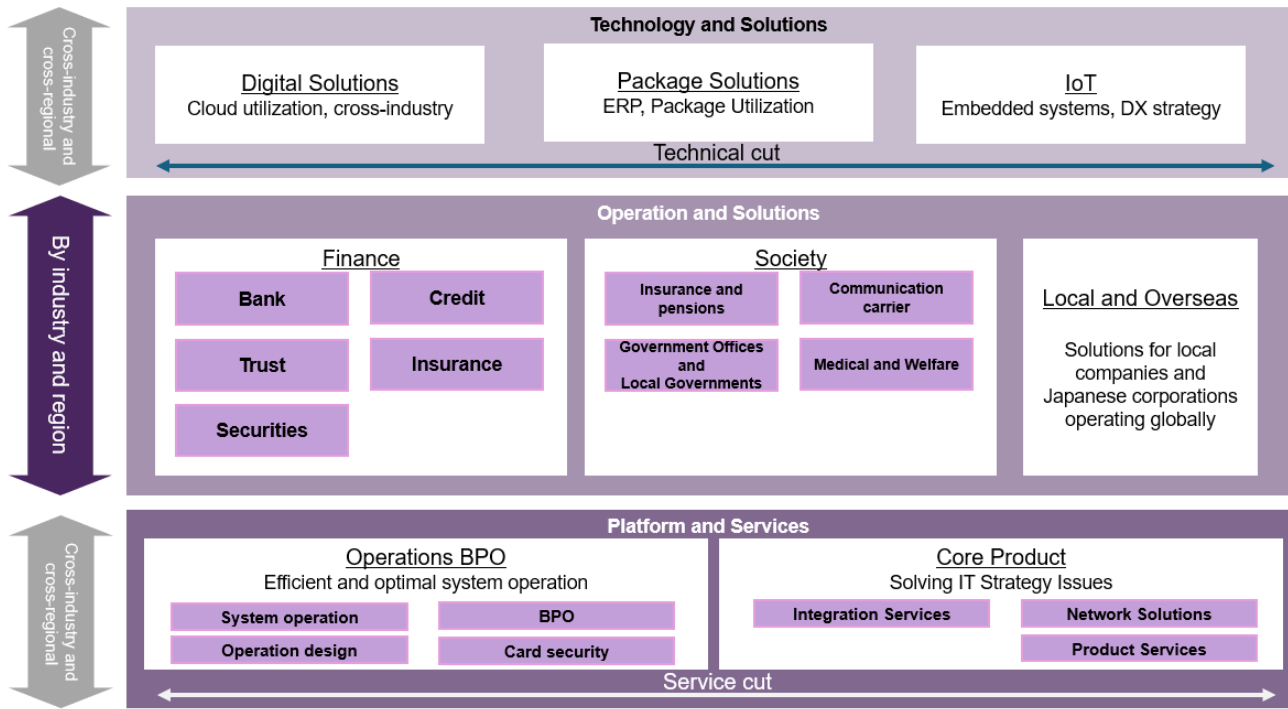 Cross-industry and
cross-regional
Technology and Solutions
Digital Solutions
Cloud utilization, cross-industry
Package Solutions
ERP, Package Utilization
IoT
Embedded systems, DX strategy
Technical cut
By industry and region
Operation and Solutions
Finance
Bank
Credit
Trust
Insurance
Securities
Society
Insurance and
pensions
Communication
carrier
Government Offices
and
Local Governments
Medical and Welfare
Local and Overseas
Solutions for local
companies and
Japanese corporations
operating globally
Cross-industry and
cross-regional
Platform and Services
Operations BPO
Efficient and optimal system operation
System operation
BPO
Operation design
Card security
Core Product
Solving IT Strategy Issues
Integration Services
Network Solutions
Product Services
Service cut